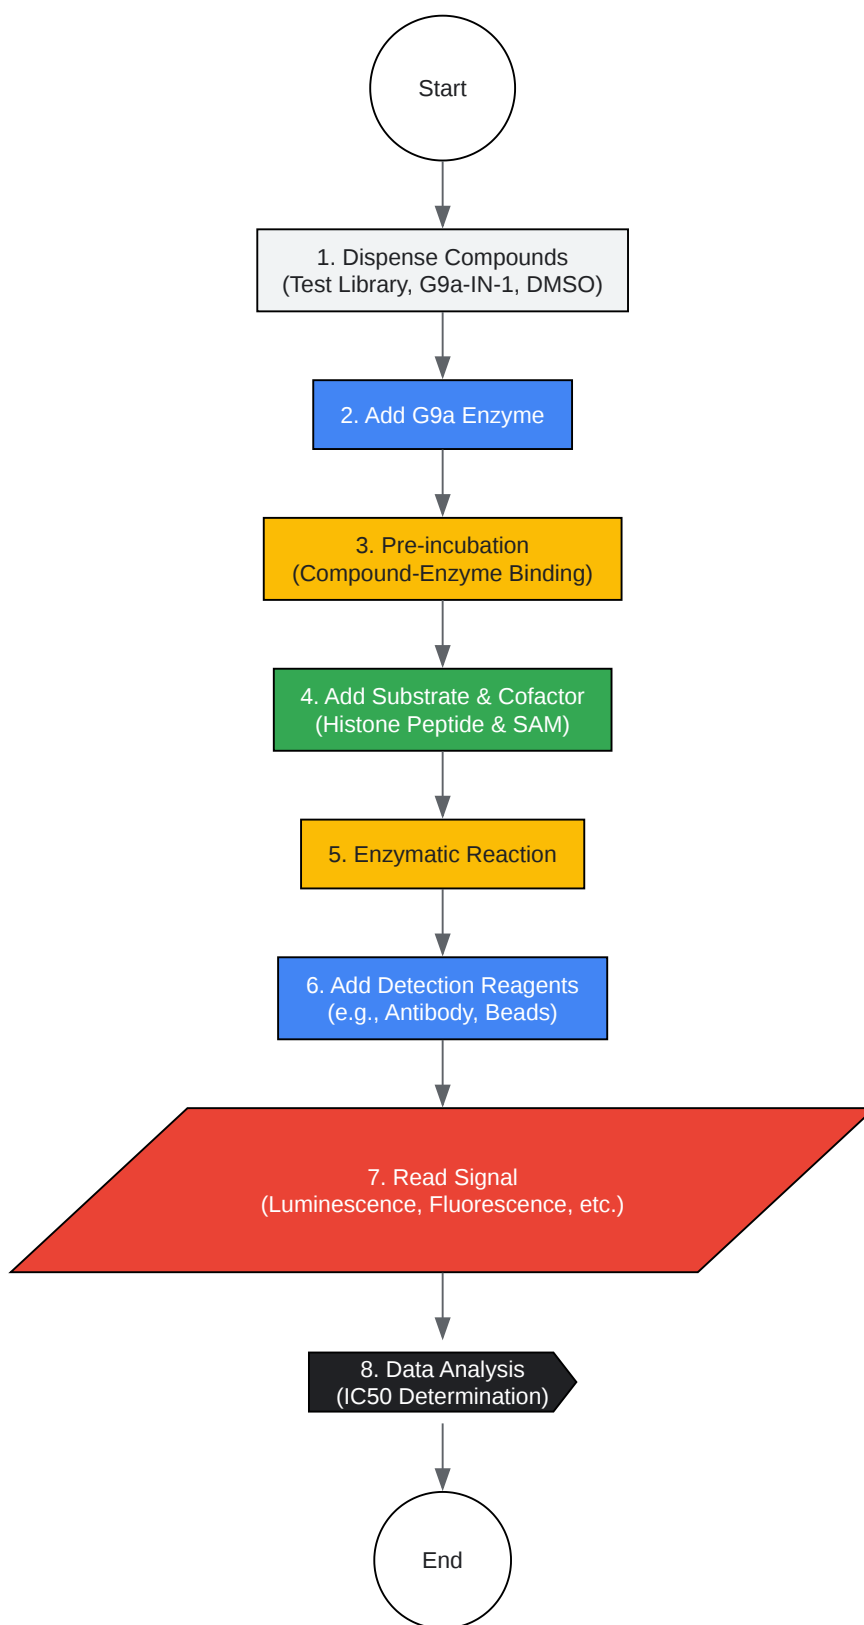 Start
1. Dispense Compounds
(Test Library, G9a-IN-1, DMSO)
2. Add G9a Enzyme
3. Pre-incubation
(Compound-Enzyme Binding)
4. Add Substrate & Cofactor
(Histone Peptide & SAM)
5. Enzymatic Reaction
6. Add Detection Reagents
(e.g., Antibody, Beads)
7. Read Signal
(Luminescence, Fluorescence, etc.)
8. Data Analysis
(IC50 Determination)
End